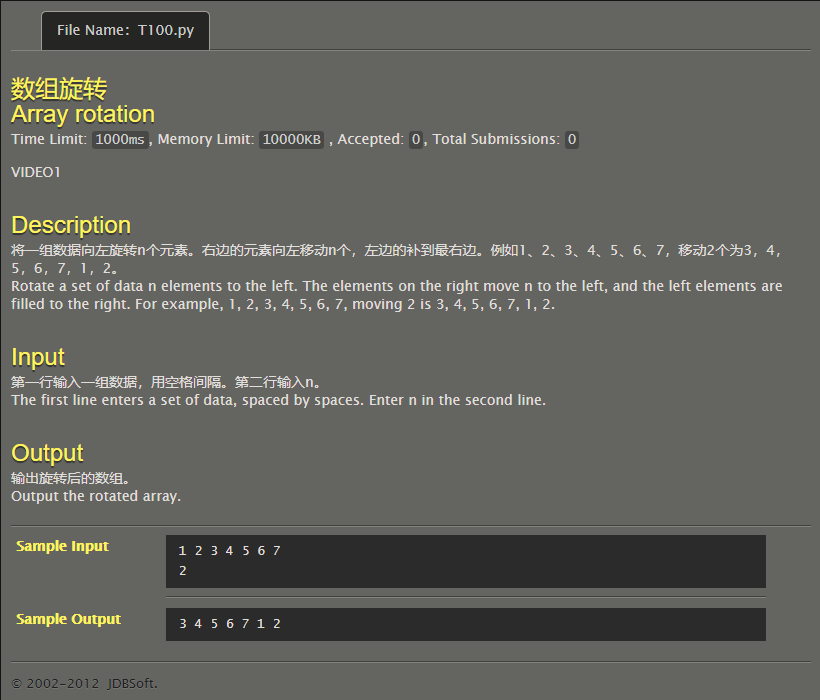 File Name: T100.py
数组旋转
Array rotation
Time Limit: 1000ms, Memory Limit: 10000KB , Accepted: 0, Total Submissions: 0
VIDEO1
Description
将一组数据向左旋转n个元素。右边的元素向左移动n个，左边的补到最右边。例如1、2、3、4、5、6、7，移动2个为3，4，
5，6，7，1，2。
Rotate a set of data n elements to the left. The elements on the right move n to the left, and the left elements are
filled to the right. For example, 1, 2, 3, 4, 5, 6, 7, moving 2 is 3, 4, 5, 6, 7, 1, 2.
Input
第一行输入一组数据，用空格间隔。第二行输入n。
The first line enters a set of data, spaced by spaces. Enter n in the second line.
Output
输出旋转后的数组。
Output the rotated array.
Sample Input
1 2 3 4 5 6 7
2
Sample Output
3 4 5 6 7 1 2
© 2002-2012 JDBSoft.